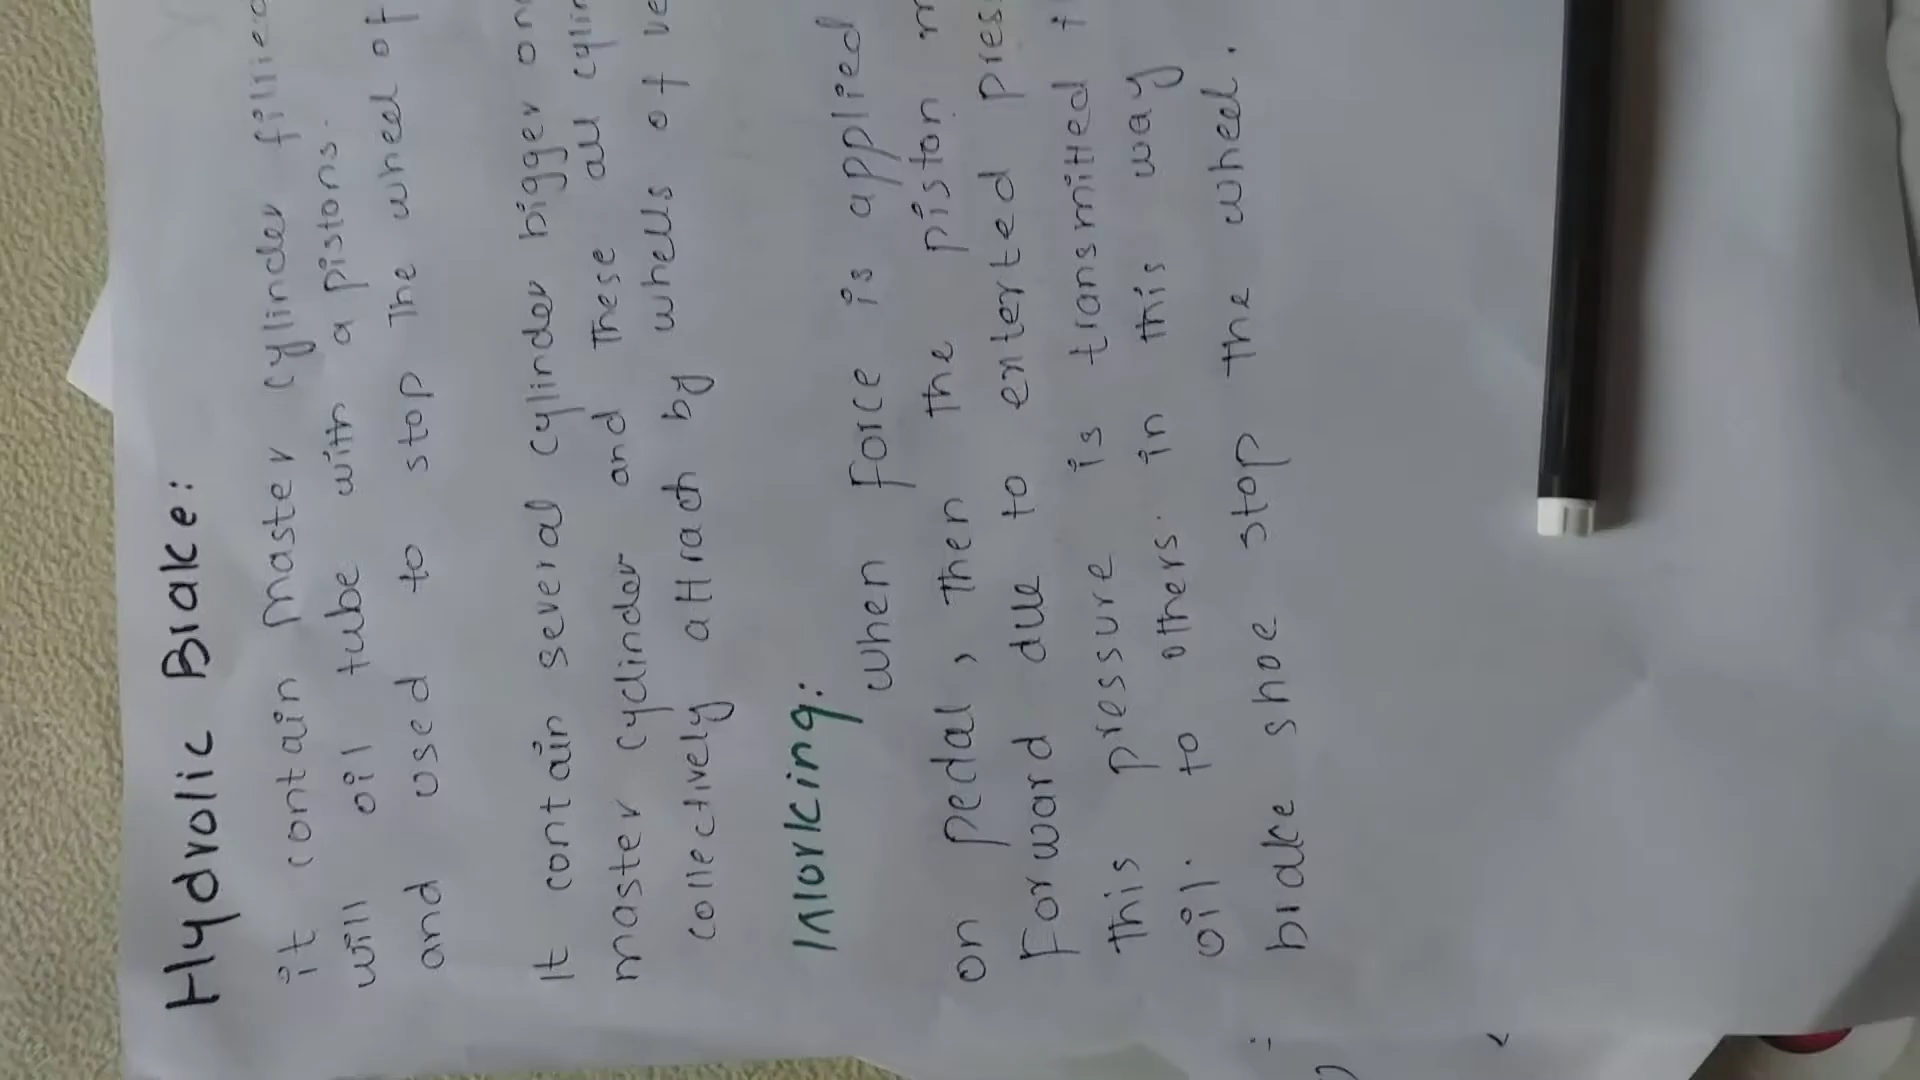 Hydrolic Brake:
it contain master cylinder fillied
will oil tube with a pistons.
and used to stop The wheel of
It contain several cylinder bigger on
master cyclinder and These all cylin
collectively attrach by whells of ve
Working:
when Force is applied
on pedal, then the piston m
Forward due to enterted pres
this pressure is transmitted i
oil. to others. in this way
brake shoe stop the wheel.